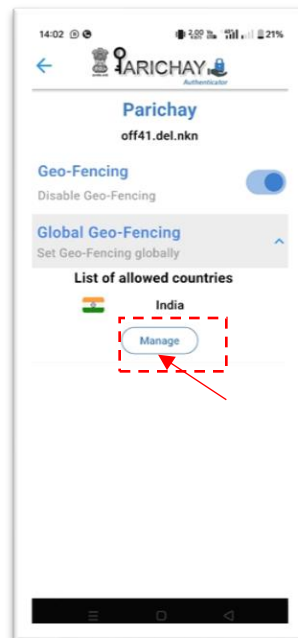 14:02 21%
PARICHAY
Authenticator
Parichay
off41.del.nkn
Geo-Fencing
Disable Geo-Fencing
Global Geo-Fencing
Set Geo-Fencing globally
List of allowed countries
India
Manage